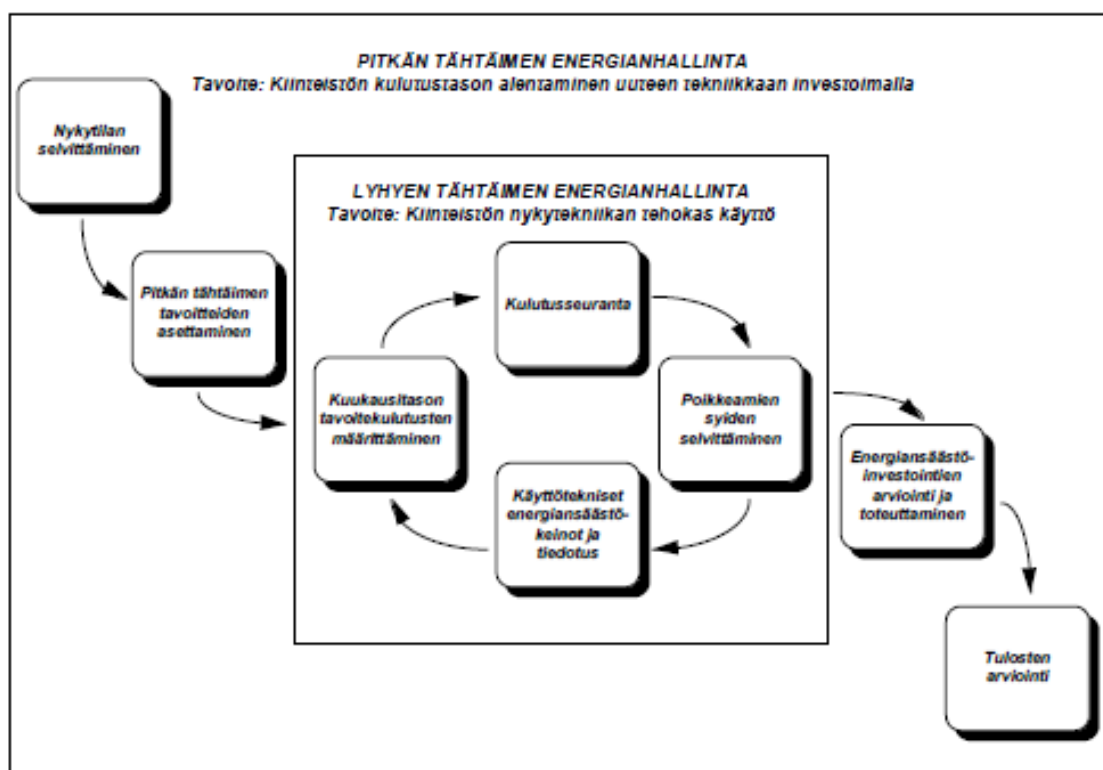 PITKÄN TÄHTÄIMEN ENERGIANHALLINTA
Tavoite: Kiinteistön kulutustason alentaminen uuteen tekniikkaan investoimalla
Nykytilan
selvittäminen
LYHYEN TÄHTÄIMEN ENERGIANHALLINTA
Tavoite: Kiinteistön nykytekniikan tehokas käyttö
Pitkän tähtäimen
tavoitteiden
asettaminen
Kulutusseuranta
Kuukausitason
tavoitekulutusten
määrittäminen
Poikkeamien
syiden
selvittäminen
Käyttötekniset
energiansäästö-
keinot ja
tiedotus
Energiansäästö-
investointien
arviointi ja
toteuttaminen
Tulosten
arviointi